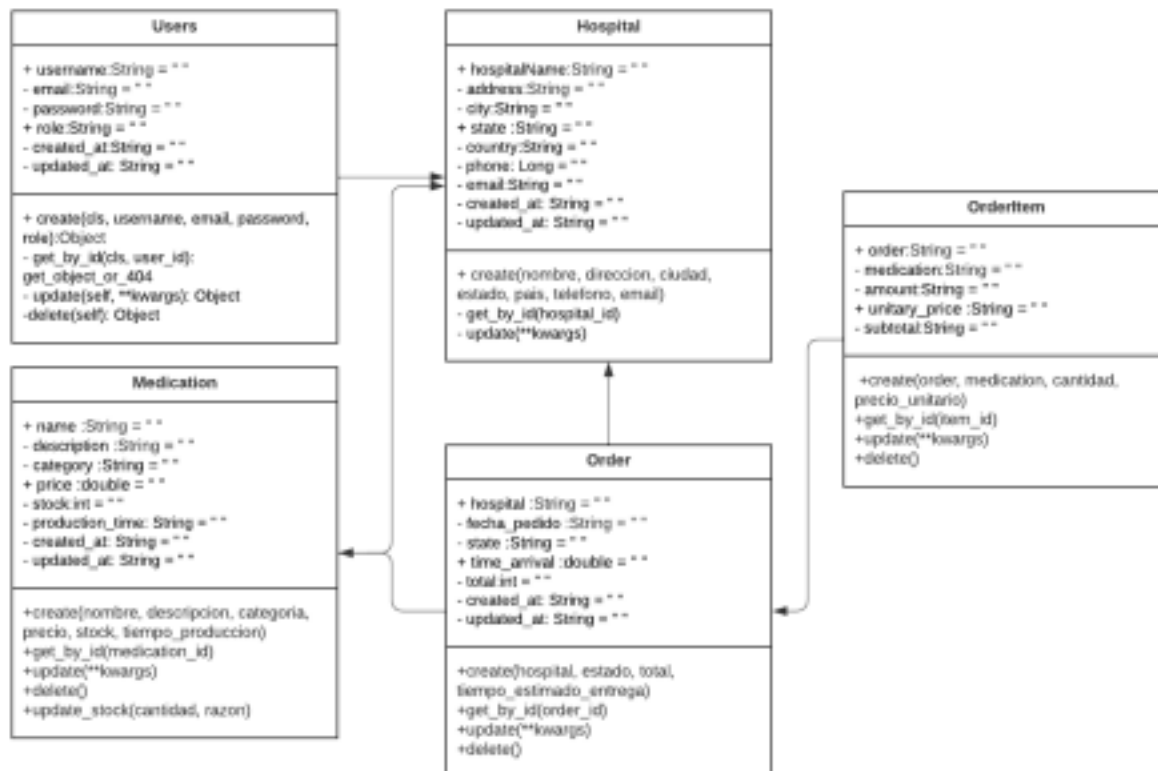 Users
+ username:String = " "
- email:String = " "
- password:String = " "
+ role:String = " "
- created_at:String = " "
- updated_at: String = " "
+ create(cls, username, email, password,
role):Object
- get_by_id(cls, user_id):
get_object_or_404
- update(self, **kwargs): Object
-delete(self): Object
Hospital
+ hospitalName:String = " "
- address:String = " "
- city:String = " "
+ state :String = " "
- country:String = " "
- phone: Long = " "
- email:String = " "
- created_at: String = " "
- updated_at: String = " "
+ create(nombre, direccion, ciudad,
estado, pais, telefono, email)
- get_by_id(hospital_id)
- update(**kwargs)
OrderItem
+ order:String = " "
- medication:String = " "
- amount:String = " "
+ unitary_price :String = " "
- subtotal:String = " "
+create(order, medication, cantidad,
precio_unitario)
+get_by_id(item_id)
+update(**kwargs)
+delete()
Medication
+ name :String = " "
- description :String = " "
- category :String = " "
+ price :double = " "
- stock:int = " "
- production_time: String = " "
- created_at: String = " "
- updated_at: String = " "
+create(nombre, descripcion, categoria,
precio, stock, tiempo_produccion)
+get_by_id(medication_id)
+update(**kwargs)
+delete()
+update_stock(cantidad, razon)
Order
+ hospital :String = " "
- fecha_pedido :String = " "
- state :String = " "
+ time_arrival :double = " "
- total:int = " "
- created_at: String = " "
- updated_at: String = " "
+create(hospital, estado, total,
tiempo_estimado_entrega)
+get_by_id(order_id)
+update(**kwargs)
+delete()